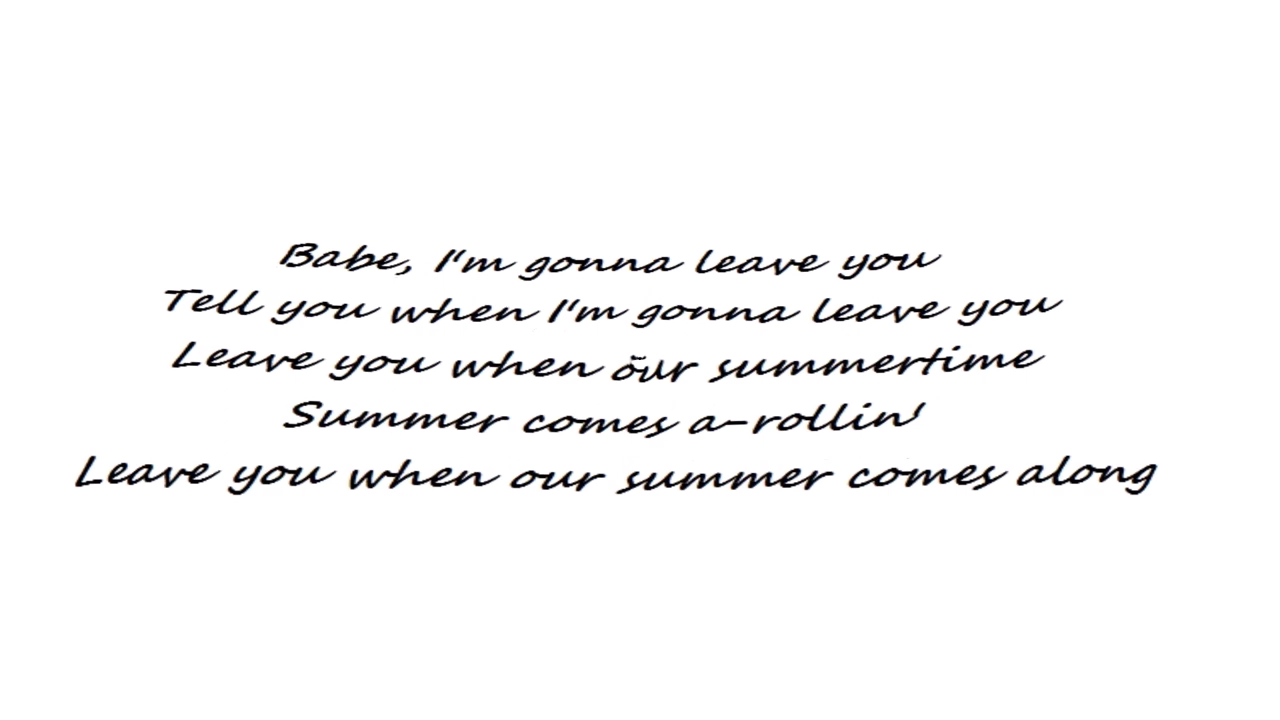 Babe, I'm gonna leave you
Tell you when I'm gonna leave you
Leave you when our summertime
Summer comes a-rollin'
Leave you when our summer comes along